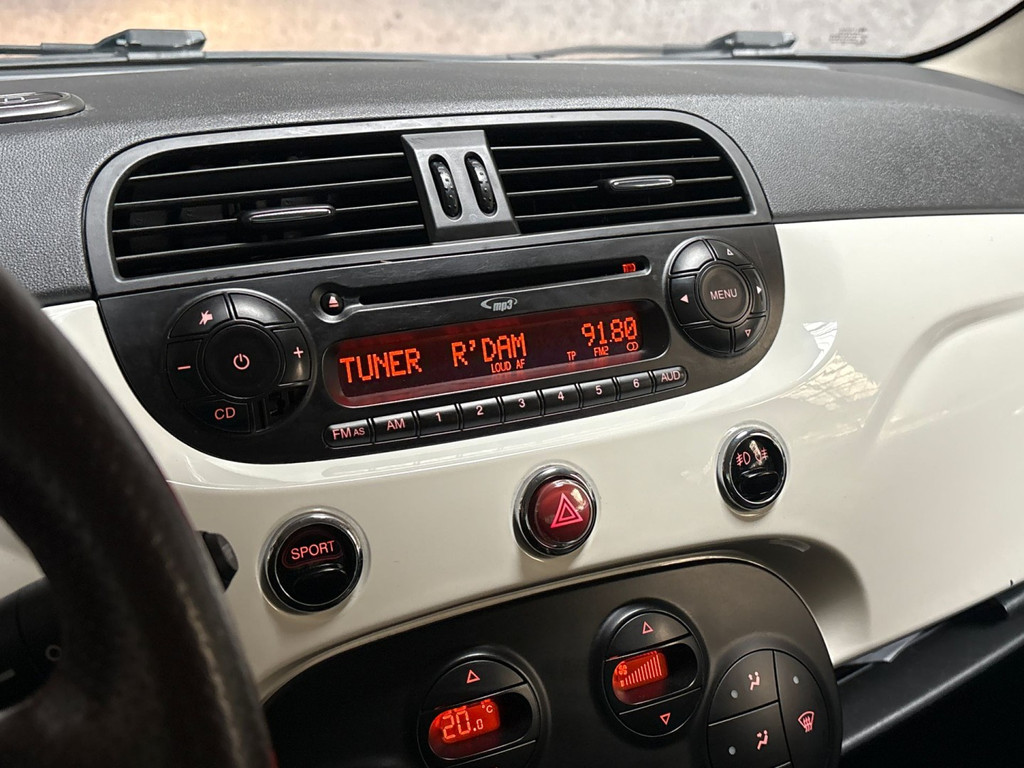 mp3
MENU
TUNER R'DAM 91.80
LOUD AF TP FM2
CD
FM AS AM 1 2 3 4 5 6 AUD
SPORT
20.0 °C